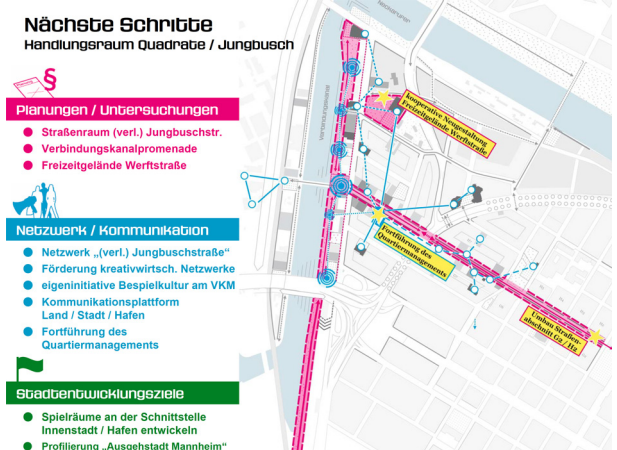 Nächste Schritte
Handlungsraum Quadrate / Jungbusch
§
Planungen / Untersuchungen
Straßenraum (verl.) Jungbuschstr.
Verbindungskanalpromenade
Freizeitgelände Werftstraße
Netzwerk / Kommunikation
Netzwerk „(verl.) Jungbuschstraße“
Förderung kreativwirtsch. Netzwerke
eigeninitiative Bespielkultur am VKM
Kommunikationsplattform
Land / Stadt / Hafen
Fortführung des
Quartiermanagements
Stadtentwicklungsziele
Spielräume an der Schnittstelle
Innenstadt / Hafen entwickeln
Profilierung „Ausgehstadt Mannheim“
kooperative Neugestaltung
Freizeitgelände Werftstraße
Fortführung des
Quartiermanagements
Umbau Straßen-
abschnitt G2 / H2